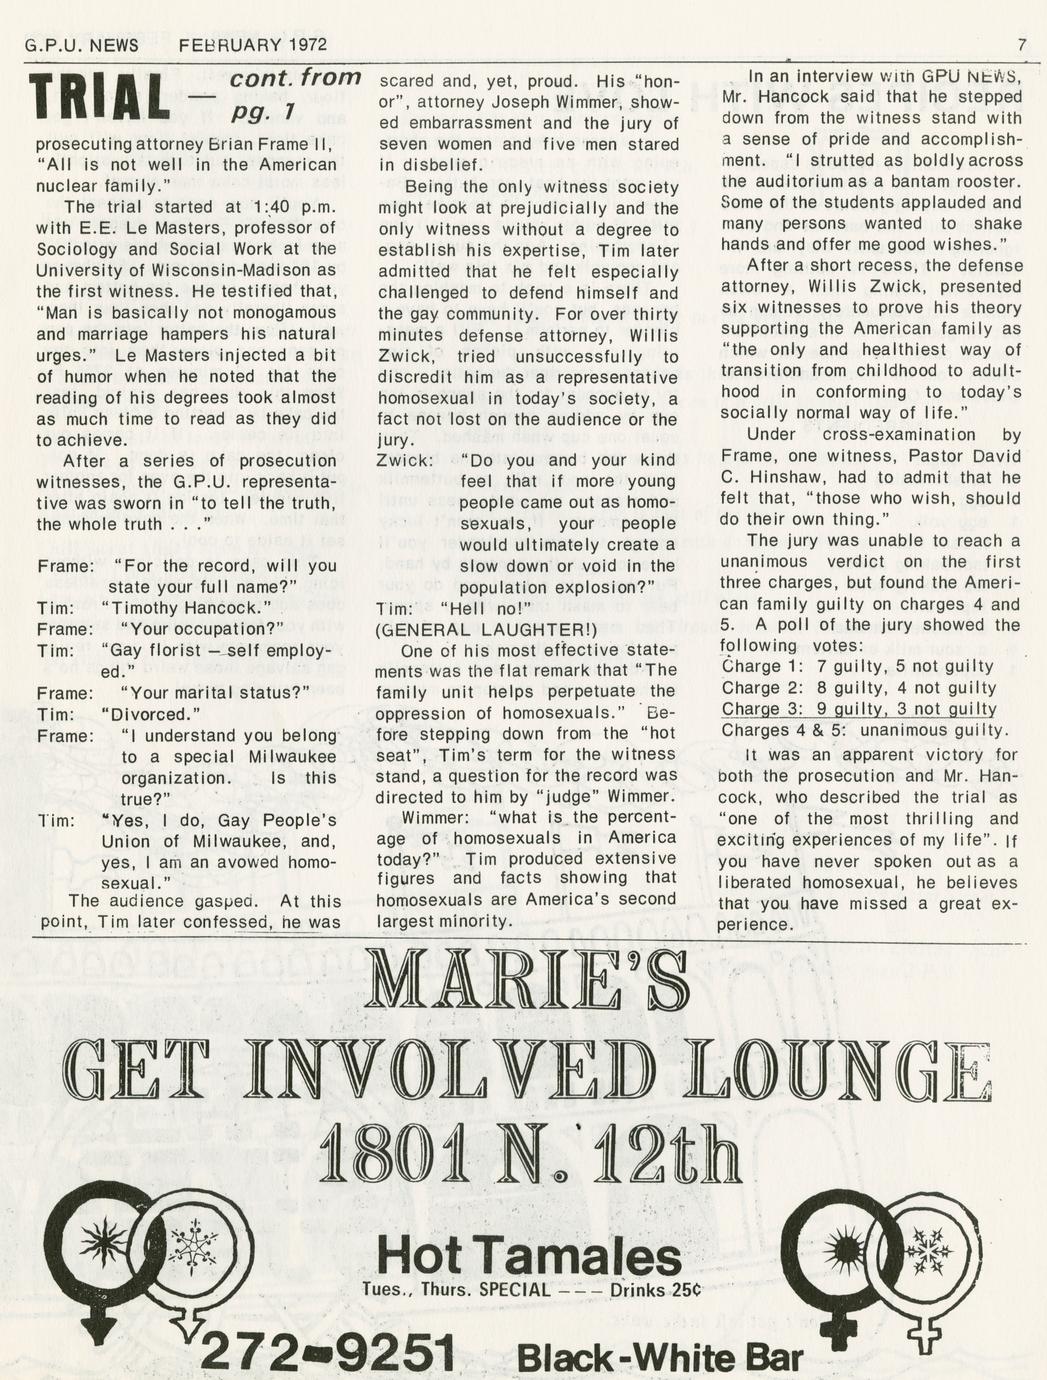 G.P.U. NEWS FEBRUARY 1972 7
TRIAL — cont. from
pg. 1
prosecuting attorney Brian Frame II,
“All is not well in the American
nuclear family.”
The trial started at 1:40 p.m.
with E.E. Le Masters, professor of
Sociology and Social Work at the
University of Wisconsin-Madison as
the first witness. He testified that,
“Man is basically not monogamous
and marriage hampers his natural
urges.” Le Masters injected a bit
of humor when he noted that the
reading of his degrees took almost
as much time to read as they did
to achieve.
After a series of prosecution
witnesses, the G.P.U. representa-
tive was sworn in “to tell the truth,
the whole truth . . . .”
Frame: “For the record, will you
state your full name?”
Tim: “Timothy Hancock.”
Frame: “Your occupation?”
Tim: “Gay florist — self employ-
ed.”
Frame: “Your marital status?”
Tim: “Divorced.”
Frame: “I understand you belong
to a special Milwaukee
organization. Is this
true?”
Tim: “Yes, I do, Gay People's
Union of Milwaukee, and,
yes, I am an avowed homo-
sexual.”
The audience gasped. At this
point, Tim later confessed, he was
scared and, yet, proud. His “hon-
or”, attorney Joseph Wimmer, show-
ed embarrassment and the jury of
seven women and five men stared
in disbelief.
Being the only witness society
might look at prejudicially and the
only witness without a degree to
establish his expertise, Tim later
admitted that he felt especially
challenged to defend himself and
the gay community. For over thirty
minutes defense attorney, Willis
Zwick, tried unsuccessfully to
discredit him as a representative
homosexual in today's society, a
fact not lost on the audience or the
jury.
Zwick: “Do you and your kind
feel that if more young
people came out as homo-
sexuals, your people
would ultimately create a
slow down or void in the
population explosion?”
Tim: “Hell no!”
(GENERAL LAUGHTER!)
One of his most effective state-
ments was the flat remark that “The
family unit helps perpetuate the
oppression of homosexuals.” Be-
fore stepping down from the “hot
seat”, Tim's term for the witness
stand, a question for the record was
directed to him by “judge” Wimmer.
Wimmer: “what is the percent-
age of homosexuals in America
today?” Tim produced extensive
figures and facts showing that
homosexuals are America's second
largest minority.
In an interview with GPU NEWS,
Mr. Hancock said that he stepped
down from the witness stand with
a sense of pride and accomplish-
ment. “I strutted as boldly across
the auditorium as a bantam rooster.
Some of the students applauded and
many persons wanted to shake
hands and offer me good wishes.”
After a short recess, the defense
attorney, Willis Zwick, presented
six witnesses to prove his theory
supporting the American family as
“the only and healthiest way of
transition from childhood to adult-
hood in conforming to today's
socially normal way of life.”
Under cross-examination by
Frame, one witness, Pastor David
C. Hinshaw, had to admit that he
felt that, “those who wish, should
do their own thing.”
The jury was unable to reach a
unanimous verdict on the first
three charges, but found the Ameri-
can family guilty on charges 4 and
5. A poll of the jury showed the
following votes:
Charge 1: 7 guilty, 5 not guilty
Charge 2: 8 guilty, 4 not guilty
Charge 3: 9 guilty, 3 not guilty
Charges 4 & 5: unanimous guilty.
It was an apparent victory for
both the prosecution and Mr. Han-
cock, who described the trial as
“one of the most thrilling and
exciting experiences of my life”. If
you have never spoken out as a
liberated homosexual, he believes
that you have missed a great ex-
perience.
MARIE'S
GET INVOLVED LOUNGE
1801 N. 12th
Hot Tamales
Tues., Thurs. SPECIAL --- Drinks 25¢
272-9251 Black-White Bar